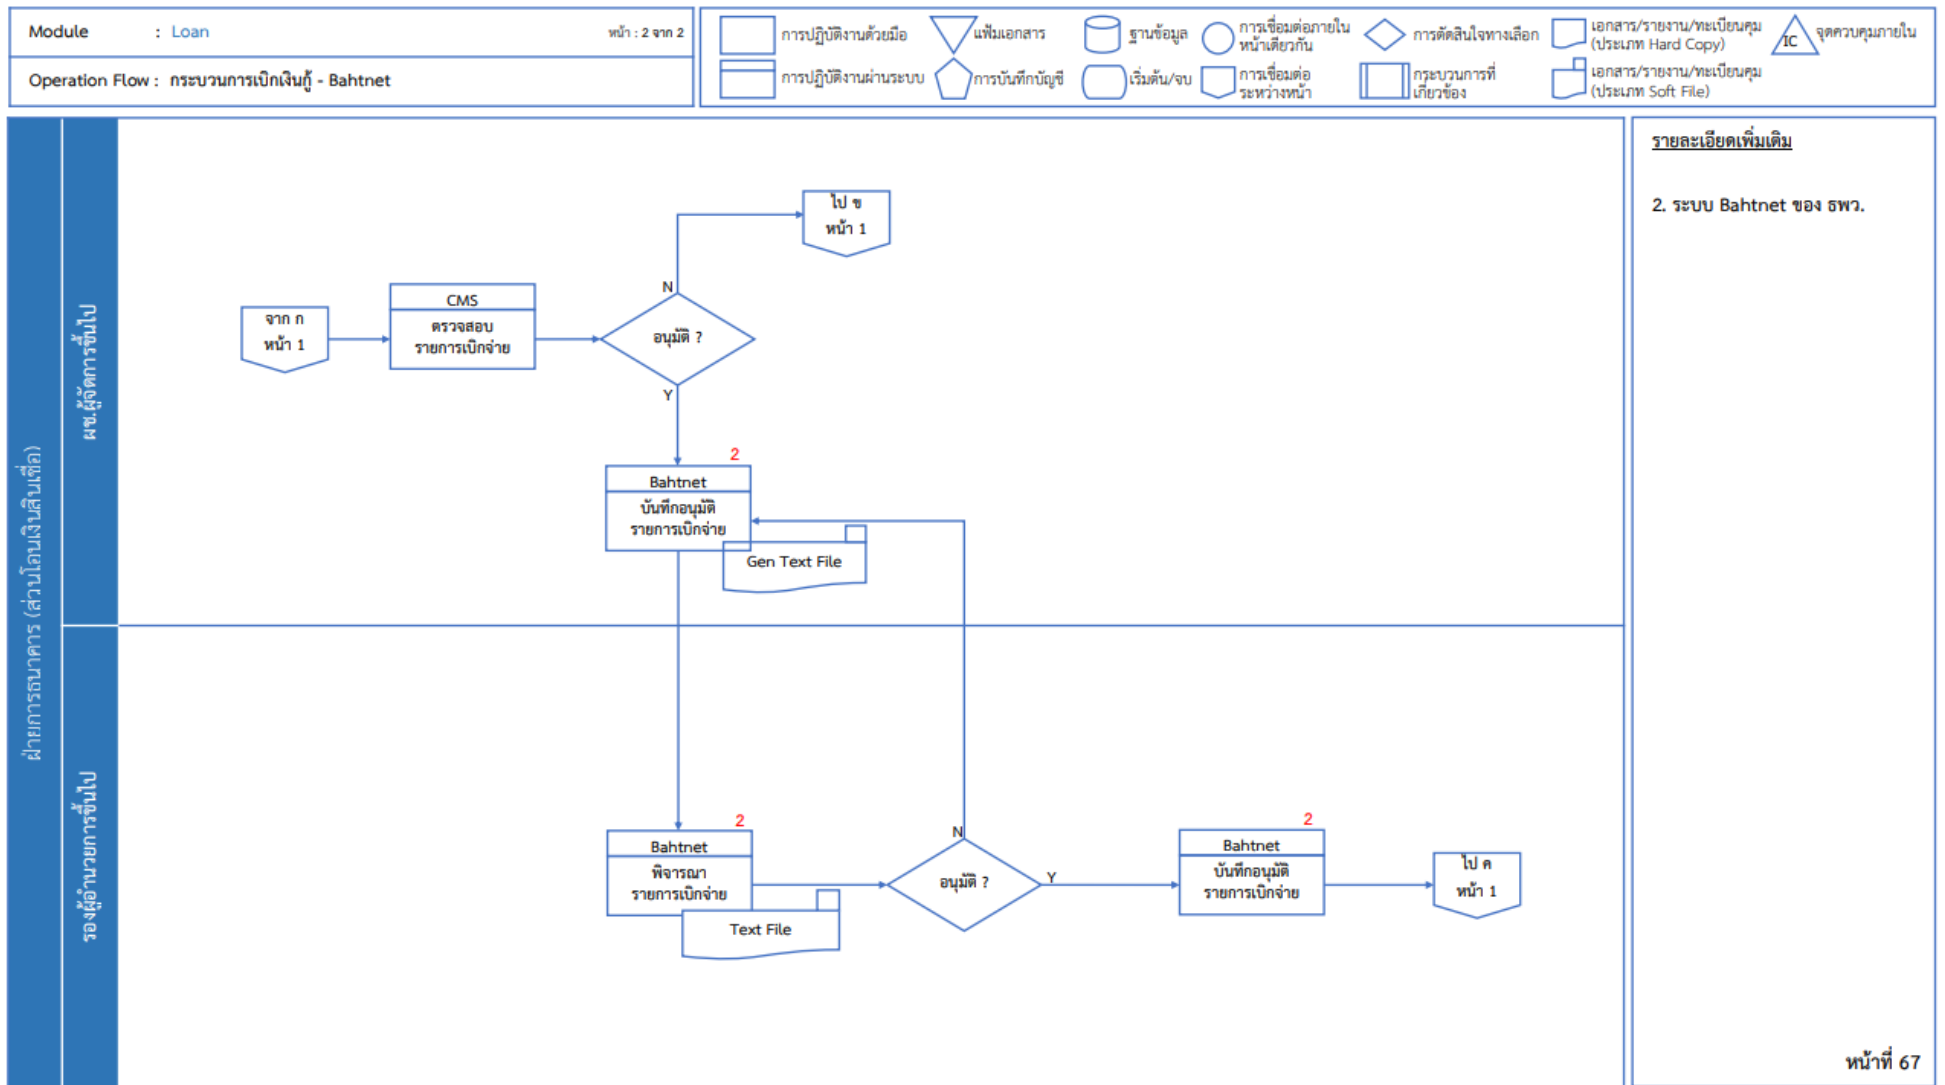 Module : Loan
หน้า : 2 จาก 2
Operation Flow : กระบวนการเบิกเงินกู้ - Bahtnet
การปฏิบัติงานด้วยมือ
แฟ้มเอกสาร
ฐานข้อมูล
การเชื่อมต่อภายใน
หน้าเดียวกัน
การตัดสินใจทางเลือก
เอกสาร/รายงาน/ทะเบียนคุม
(ประเภท Hard Copy)
IC
จุดควบคุมภายใน
การปฏิบัติงานผ่านระบบ
การบันทึกบัญชี
เริ่มต้น/จบ
การเชื่อมต่อ
ระหว่างหน้า
กระบวนการที่
เกี่ยวข้อง
เอกสาร/รายงาน/ทะเบียนคุม
(ประเภท Soft File)
ฝ่ายการธนาคาร (ส่วนโอนเงินสินเชื่อ)
ผช.ผู้จัดการขึ้นไป
ไป ข
หน้า 1
จาก ก
หน้า 1
CMS
ตรวจสอบ
รายการเบิกจ่าย
N
อนุมัติ ?
Y
2
Bahtnet
บันทึกอนุมัติ
รายการเบิกจ่าย
Gen Text File
รองผู้อำนวยการขึ้นไป
2
Bahtnet
พิจารณา
รายการเบิกจ่าย
Text File
N
อนุมัติ ?
Y
2
Bahtnet
บันทึกอนุมัติ
รายการเบิกจ่าย
ไป ค
หน้า 1
รายละเอียดเพิ่มเติม
2. ระบบ Bahtnet ของ ธพว.
หน้าที่ 67